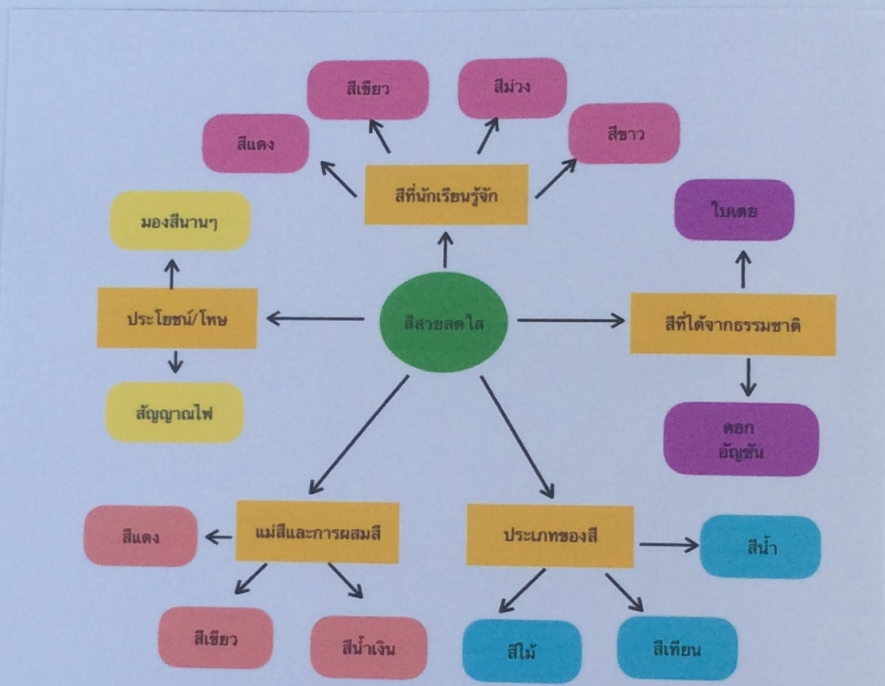 สีเขียว
สีม่วง
สีแดง
สีขาว
สีที่นักเรียนรู้จัก
มองสีนานๆ
ใบเตย
ประโยชน์/โทษ
สีสวยสดใส
สีที่ได้จากธรรมชาติ
สัญญาณไฟ
ดอก
อัญชัน
สีแดง
แม่สีและการผสมสี
ประเภทของสี
สีน้ำ
สีเขียว
สีน้ำเงิน
สีไม้
สีเทียน